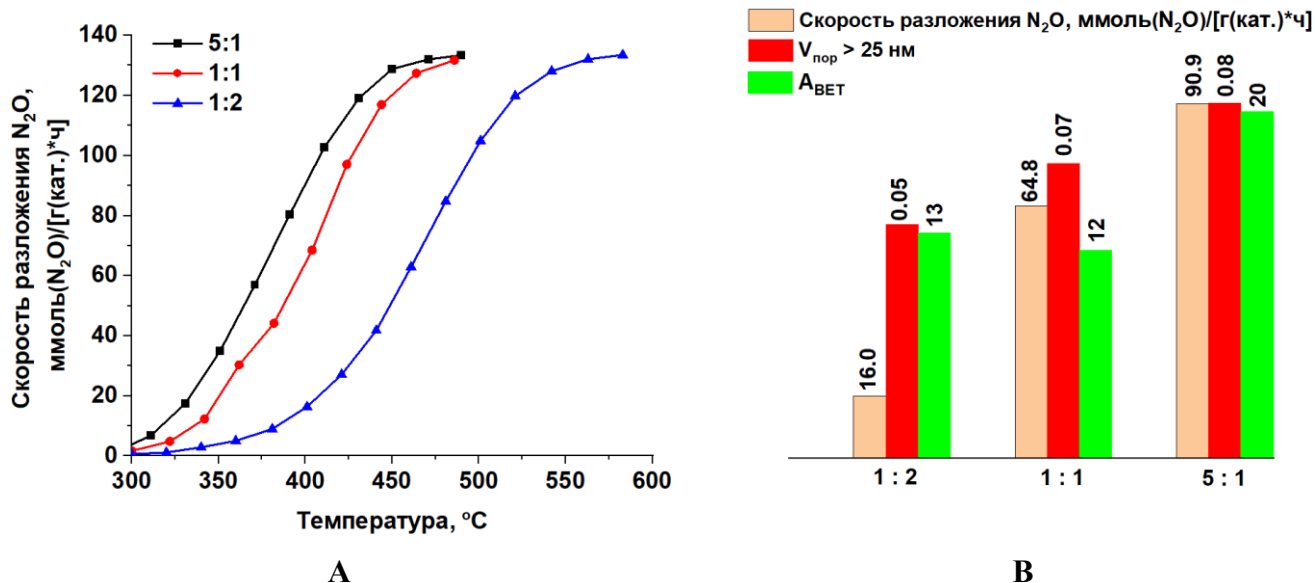 Скорость разложения N₂O,
ммоль(N₂O)/[г(кат.)*ч]
140
120
100
80
60
40
20
0
5:1
1:1
1:2
300
350
400
450
500
550
600
Температура, °C
A
Скорость разложения N₂O, ммоль(N₂O)/[г(кат.)*ч]
Vпор > 25 нм
ABET
16.0
0.05
13
64.8
0.07
12
90.9
0.08
20
1 : 2
1 : 1
5 : 1
B